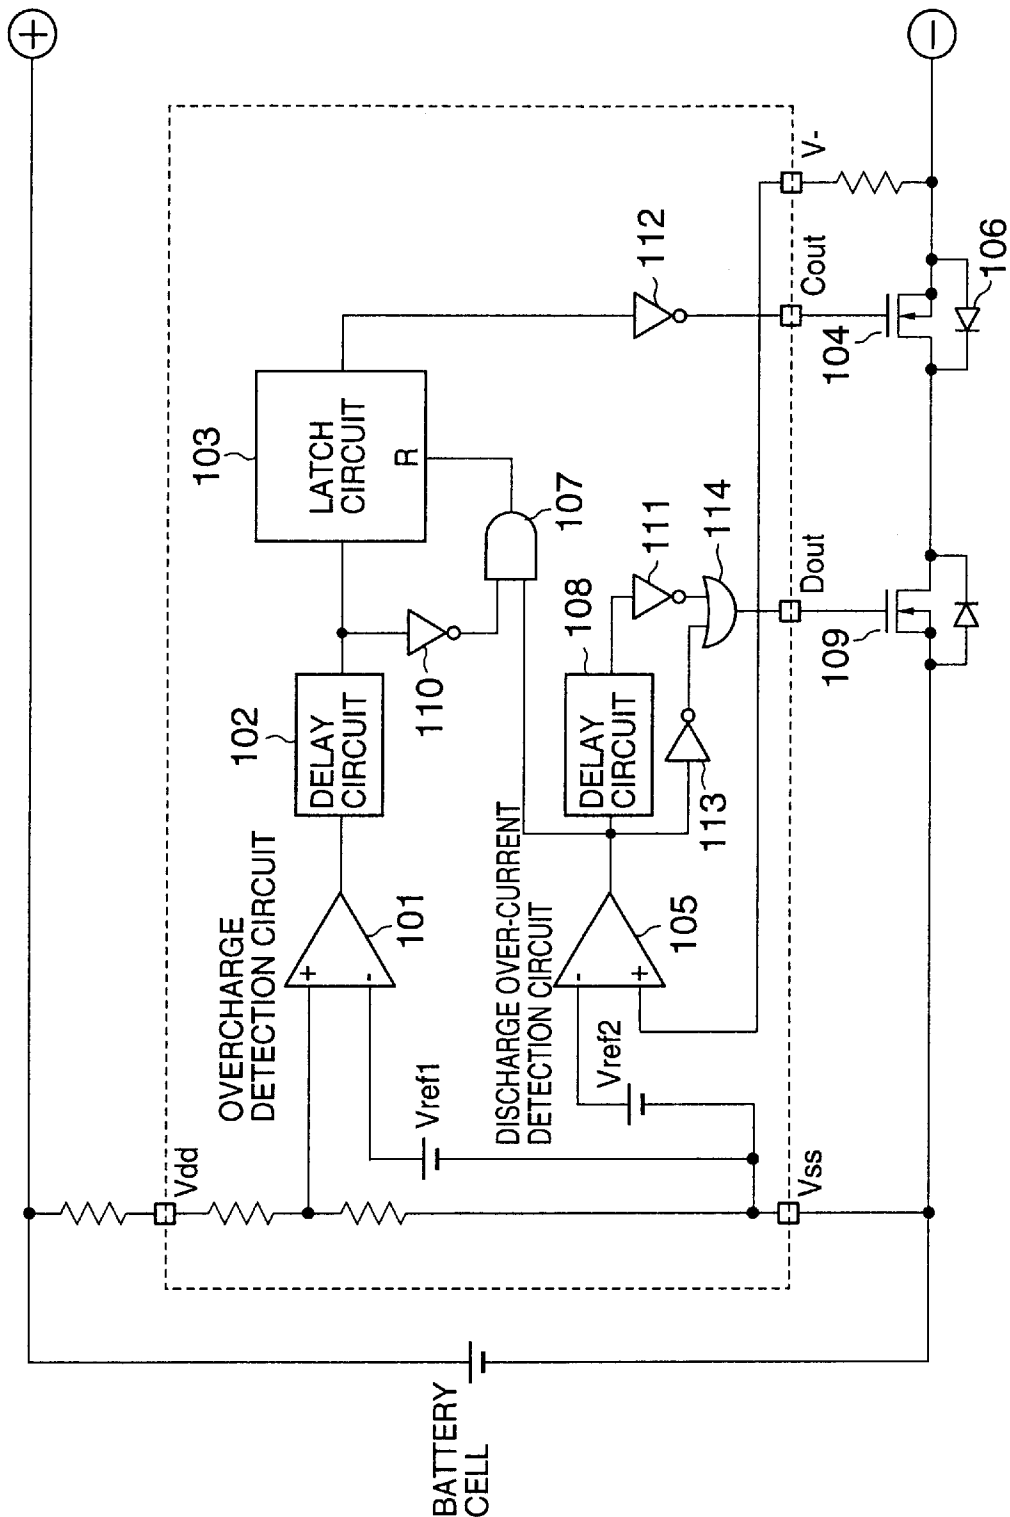 +
−
BATTERY
CELL
Vdd
Vss
OVERCHARGE
DETECTION CIRCUIT
+
-
101
Vref1
102
DELAY
CIRCUIT
103
LATCH
CIRCUIT
R
110
107
112
DISCHARGE OVER-CURRENT
DETECTION CIRCUIT
-
+
105
Vref2
108
DELAY
CIRCUIT
111
113
114
Dout
Cout
V-
109
104
106